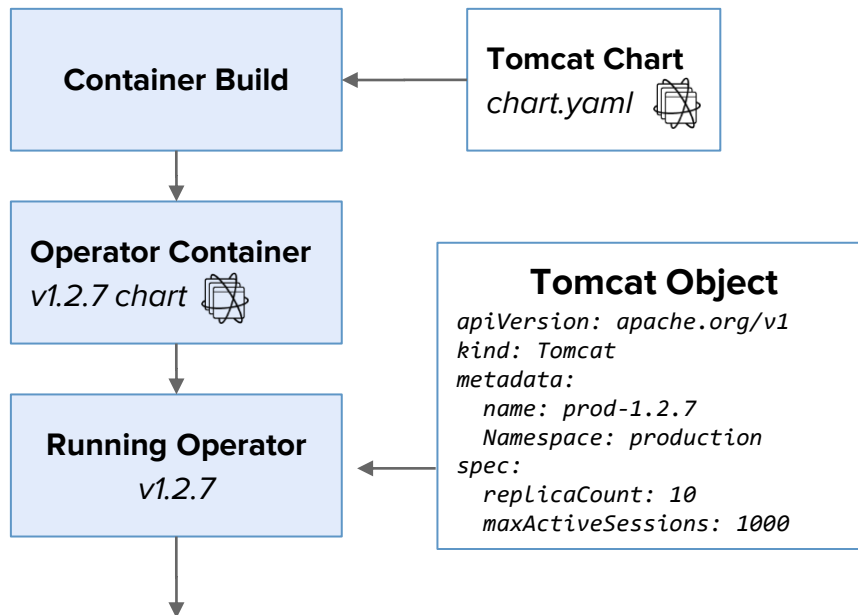 Container Build
Tomcat Chart
chart.yaml
Operator Container
v1.2.7 chart
Running Operator
v1.2.7
Tomcat Object
apiVersion: apache.org/v1
kind: Tomcat
metadata:
  name: prod-1.2.7
  Namespace: production
spec:
  replicaCount: 10
  maxActiveSessions: 1000